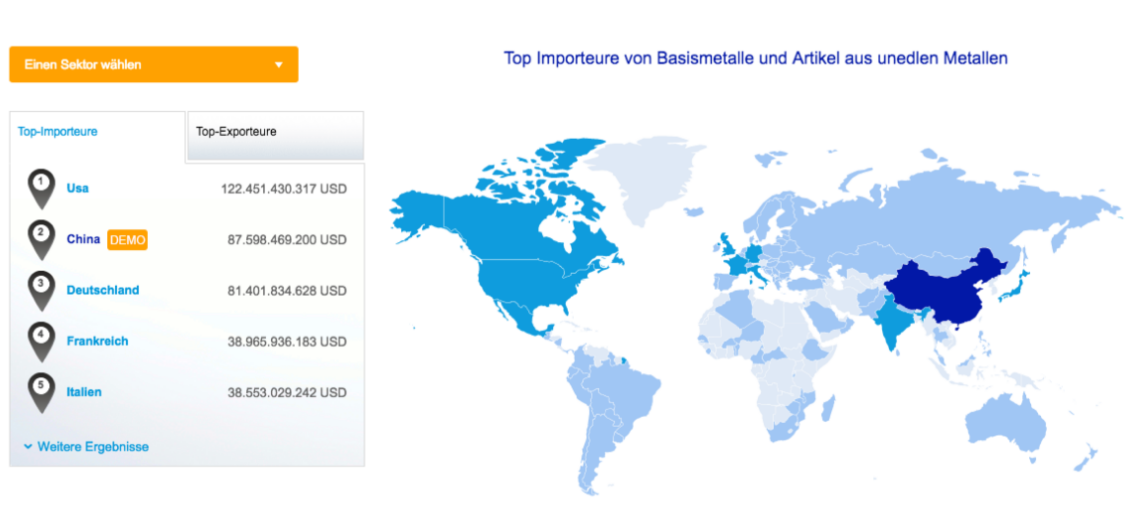 Einen Sektor wählen
Top Importeure von Basismetalle und Artikel aus unedlen Metallen
Top-Importeure Top-Exporteure
1 Usa 122.451.430.317 USD
2 China DEMO 87.598.469.200 USD
3 Deutschland 81.401.834.628 USD
4 Frankreich 38.965.936.183 USD
5 Italien 38.553.029.242 USD
Weitere Ergebnisse